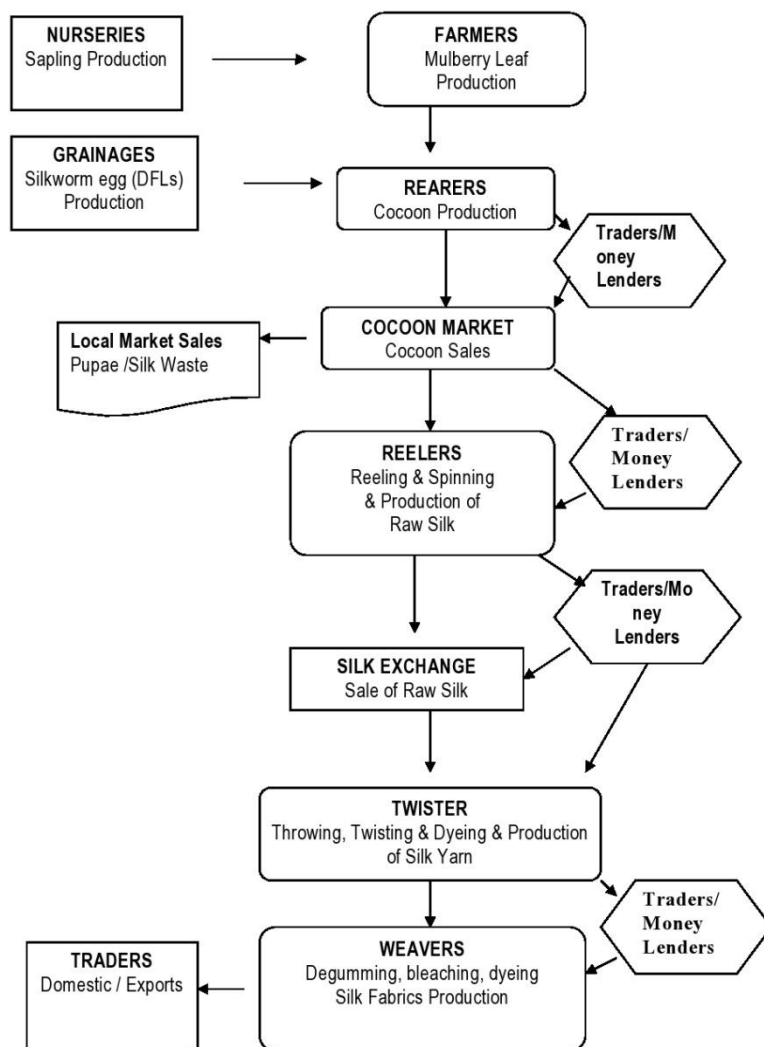 NURSERIES
Sapling Production
FARMERS
Mulberry Leaf
Production
GRAINAGES
Silkworm egg (DFLs)
Production
REARERS
Cocoon Production
Traders/M
oney
Lenders
COCOON MARKET
Cocoon Sales
Local Market Sales
Pupae /Silk Waste
REELERS
Reeling & Spinning
& Production of
Raw Silk
Traders/
Money
Lenders
Traders/Mo
ney
Lenders
SILK EXCHANGE
Sale of Raw Silk
TWISTER
Throwing, Twisting & Dyeing & Production
of Silk Yarn
Traders/
Money
Lenders
WEAVERS
Degumming, bleaching, dyeing
Silk Fabrics Production
TRADERS
Domestic / Exports